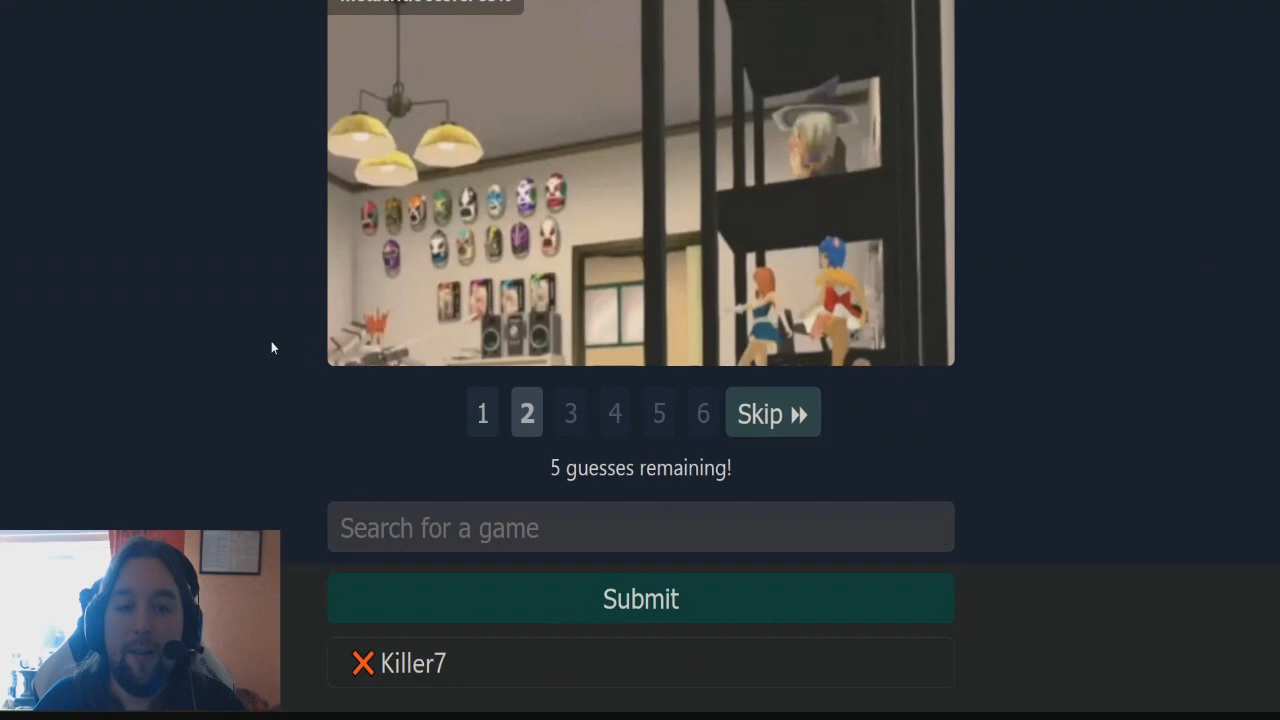 1 2 3 4 5 6 Skip
5 guesses remaining!
Search for a game
Submit
Killer7